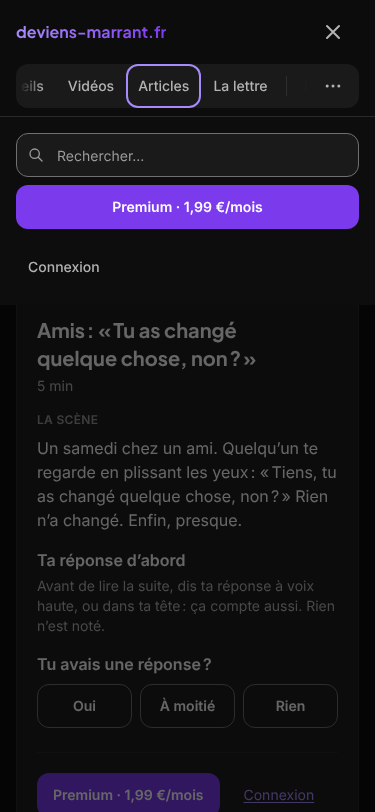 deviens-marrant.fr
eils Vidéos Articles La lettre ...
Rechercher...
Premium · 1,99 €/mois
Connexion
Amis : « Tu as changé
quelque chose, non ? »
5 min
LA SCÈNE
Un samedi chez un ami. Quelqu’un te
regarde en plissant les yeux : « Tiens, tu
as changé quelque chose, non ? » Rien
n’a changé. Enfin, presque.
Ta réponse d’abord
Avant de lire la suite, dis ta réponse à voix
haute, ou dans ta tête : ça compte aussi. Rien
n’est noté.
Tu avais une réponse ?
Oui À moitié Rien
Premium · 1,99 €/mois Connexion